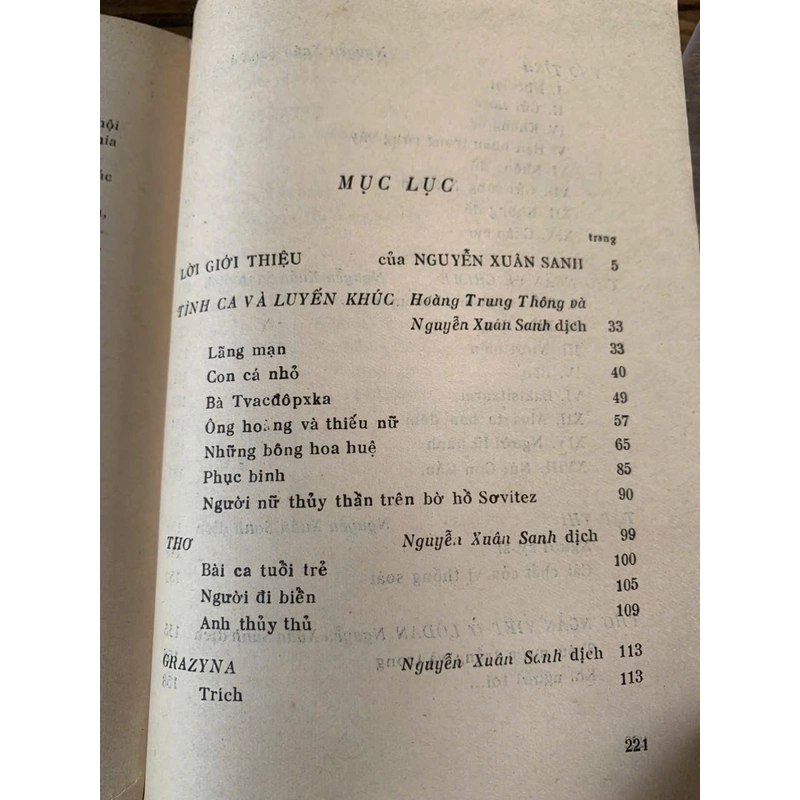 nội
MỤC LỤC
trang
LỜI GIỚI THIỆU của NGUYỄN XUÂN SANH 5
TÌNH CA VÀ LUYẾN KHÚC Hoàng Trung Thông và
Nguyễn Xuân Sanh dịch 33
Lãng mạn 33
Con cá nhỏ 40
Bà Tvacđôpxka 49
Ông hoàng và thiếu nữ 57
Những bông hoa huệ 65
Phục binh 85
Người nữ thủy thần trên bờ hồ Sơvitez 90
THƠ Nguyễn Xuân Sanh dịch 99
Bài ca tuổi trẻ 100
Người đi biển 105
Anh thủy thủ 109
GRAZYNA Nguyễn Xuân Sanh dịch 113
Trích 113
221